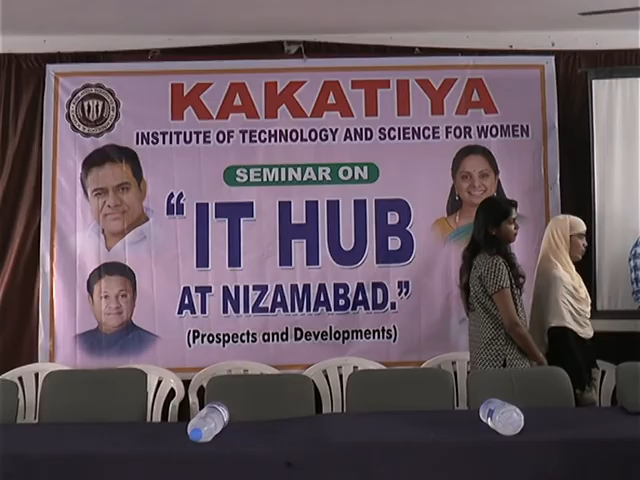 KAKATIYA
INSTITUTE OF TECHNOLOGY AND SCIENCE FOR WOMEN
SEMINAR ON
"IT HUB
AT NIZAMABAD."
(Prospects and Developments)